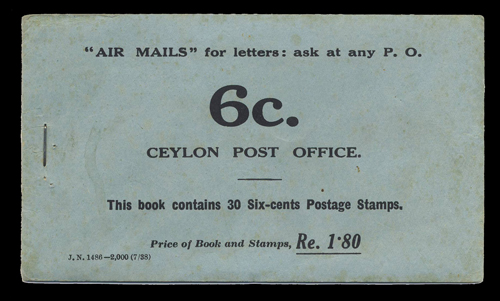 "AIR MAILS" for letters: ask at any P. O.
6c.
CEYLON POST OFFICE.
This book contains 30 Six-cents Postage Stamps.
Price of Book and Stamps, Re. 1·80
J. N. 1486—2,000 (7/38)